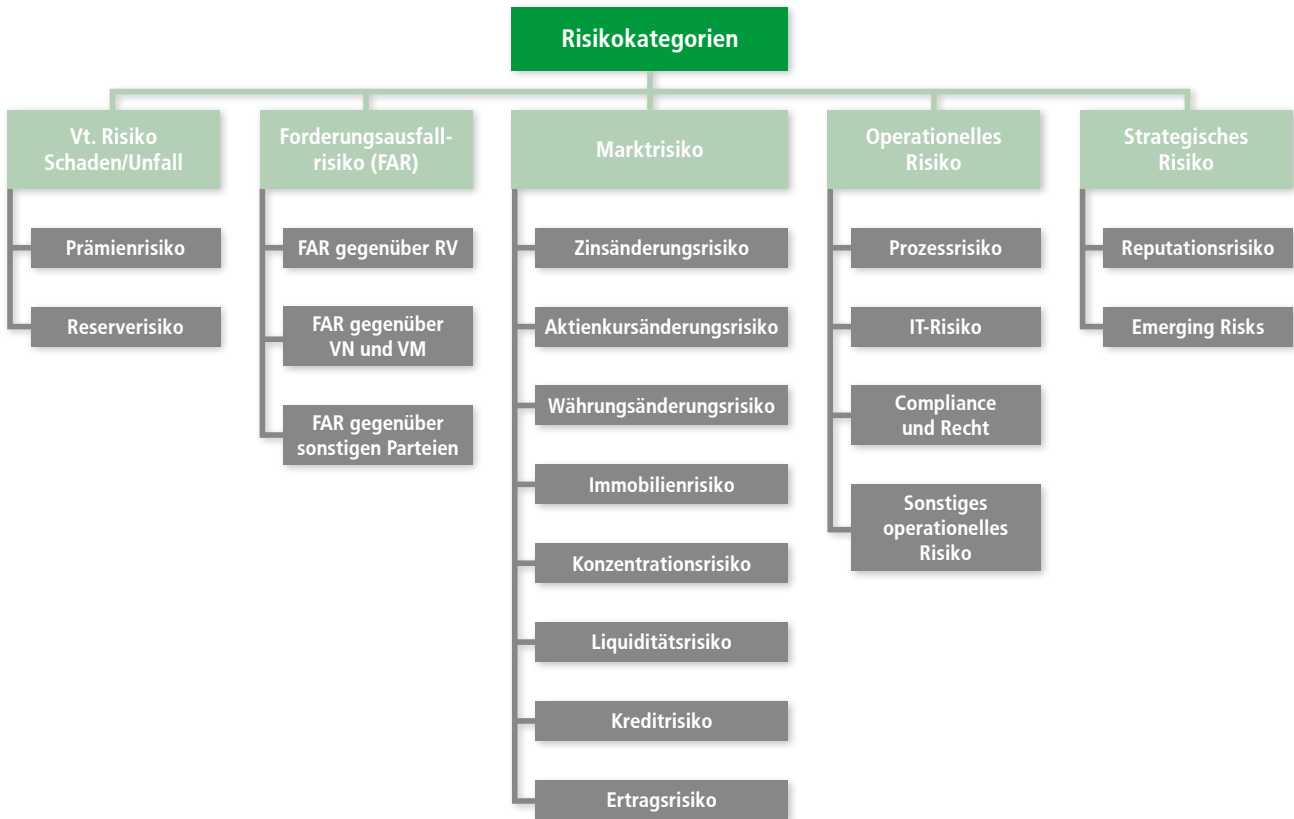 Risikokategorien
Vt. Risiko
Schaden/Unfall
Prämienrisiko
Reserverisiko
Forderungsausfall-
risiko (FAR)
FAR gegenüber RV
FAR gegenüber
VN und VM
FAR gegenüber
sonstigen Parteien
Marktrisiko
Zinsänderungsrisiko
Aktienkursänderungsrisiko
Währungsänderungsrisiko
Immobilienrisiko
Konzentrationsrisiko
Liquiditätsrisiko
Kreditrisiko
Ertragsrisiko
Operationelles
Risiko
Prozessrisiko
IT-Risiko
Compliance
und Recht
Sonstiges
operationelles
Risiko
Strategisches
Risiko
Reputationsrisiko
Emerging Risks